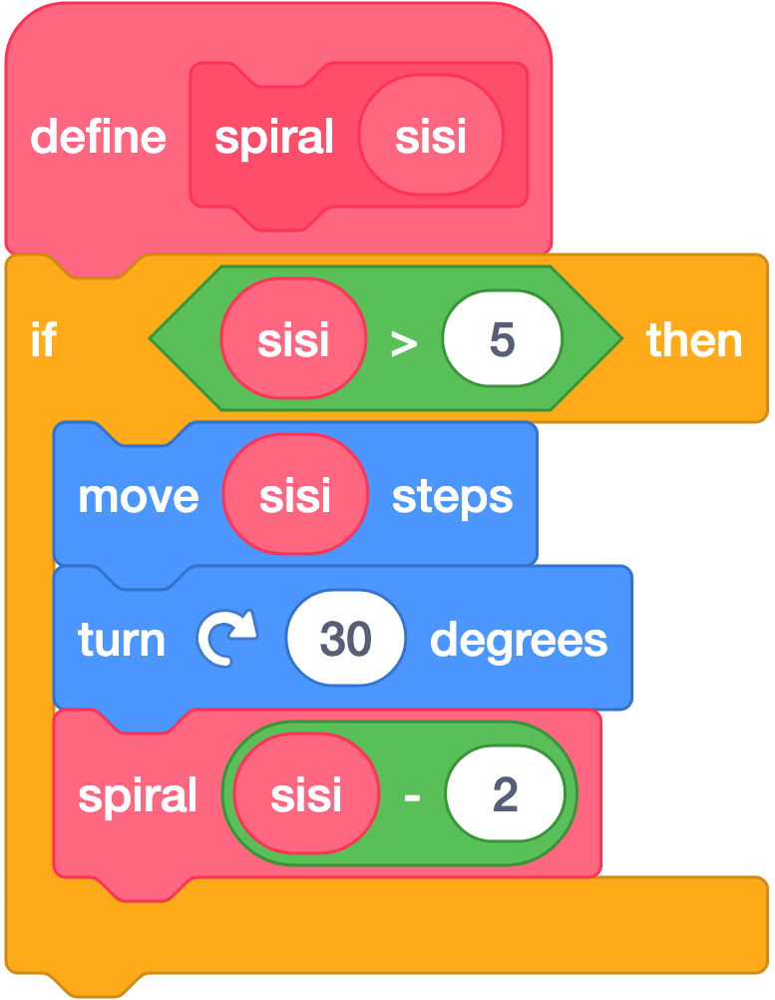 define spiral sisi
if sisi > 5 then
move sisi steps
turn 30 degrees
spiral sisi - 2